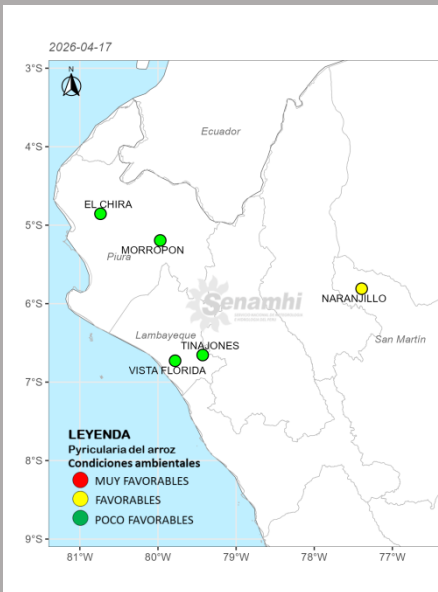 2026-04-17
3°S
N
4°S
Ecuador
EL CHIRA
5°S
MORROPON
Piura
6°S
Senamhi
NARANJILLO
Lambayeque
TINAJONES
San Martín
VISTA FLORIDA
7°S
LEYENDA
Pyricularia del arroz
Condiciones ambientales
MUY FAVORABLES
8°S
FAVORABLES
POCO FAVORABLES
9°S
81°W 80°W 79°W 78°W 77°W